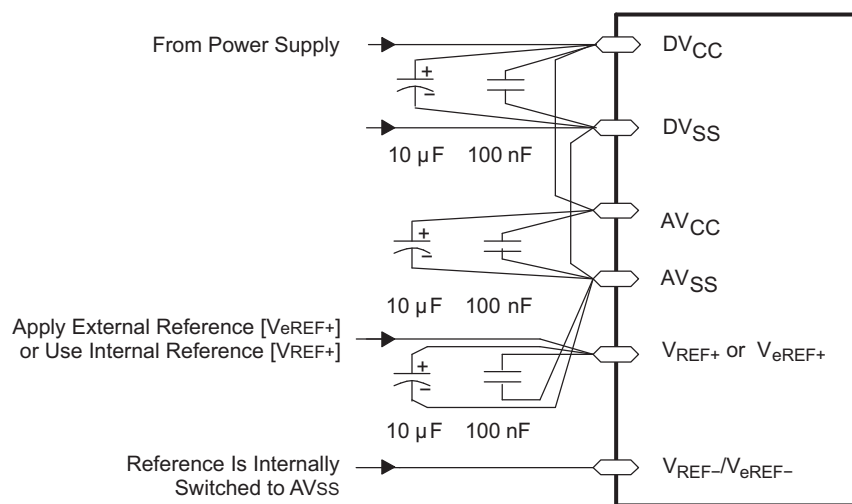 From Power Supply
DVCC
+
−
DVSS
10 µF 100 nF
AVCC
+
−
AVSS
10 µF 100 nF
Apply External Reference [VeREF+]
or Use Internal Reference [VREF+]
VREF+ or VeREF+
+
−
10 µF 100 nF
Reference Is Internally
Switched to AVSS
VREF−/VeREF−